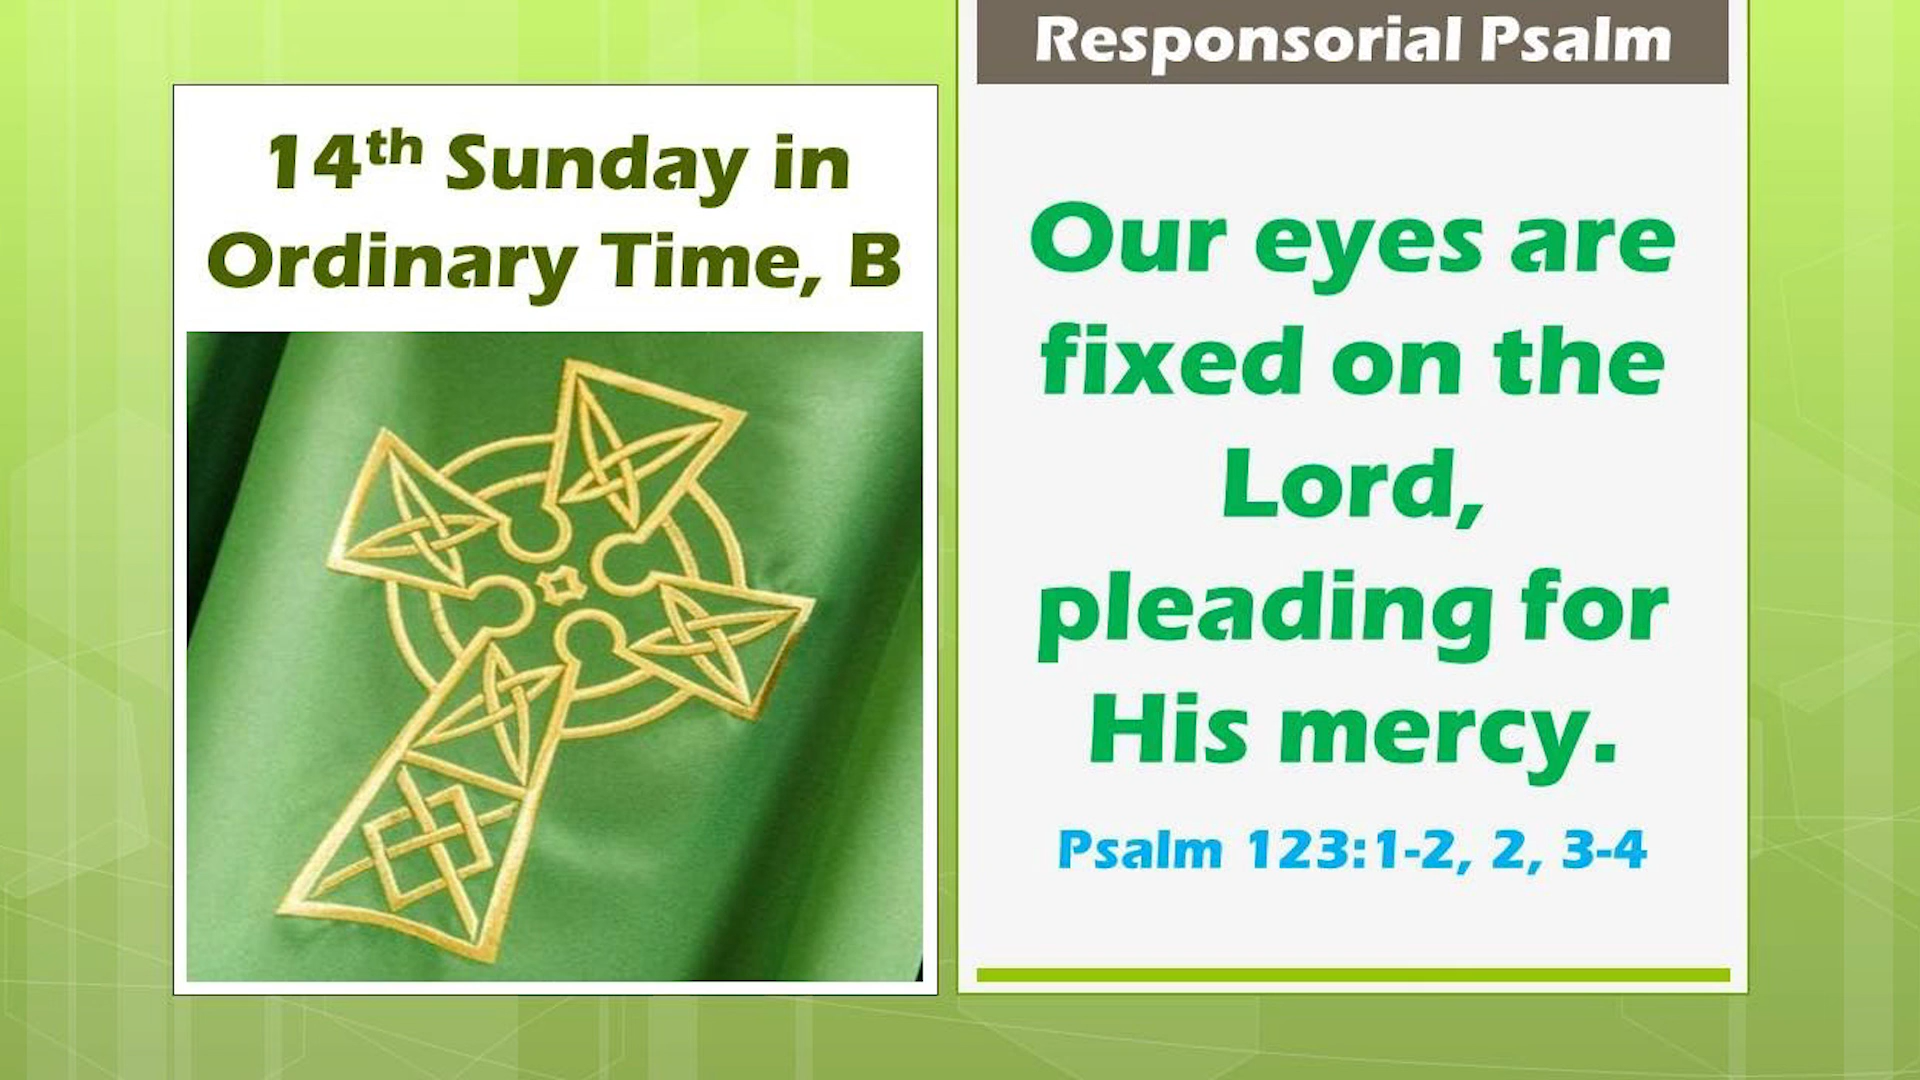 14th Sunday in
Ordinary Time, B
Responsorial Psalm
Our eyes are
fixed on the
Lord,
pleading for
His mercy.
Psalm 123:1-2, 2, 3-4